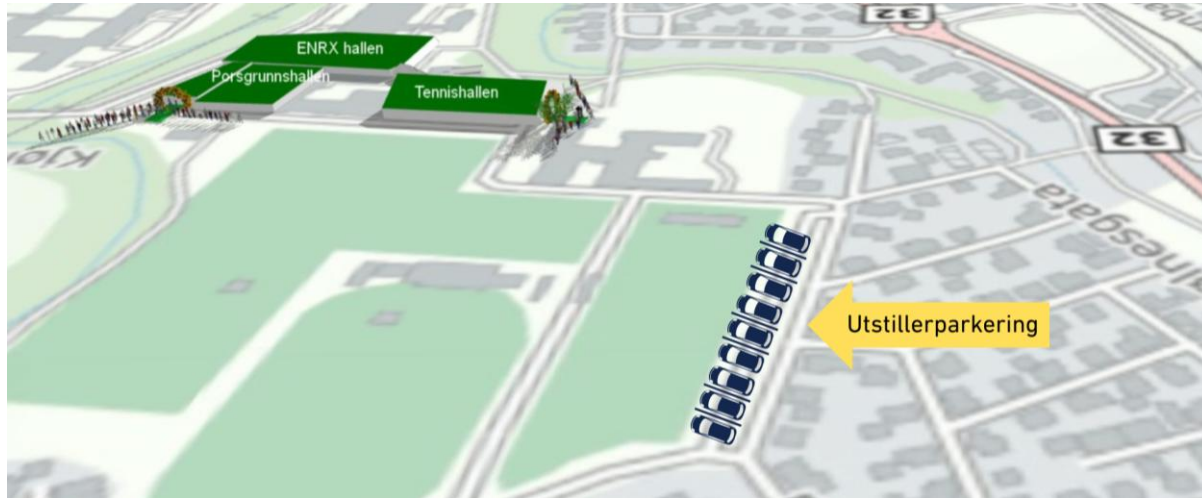 32
ENRX hallen
Porsgrunnshallen
Tennishallen
32
Utstillerparkering